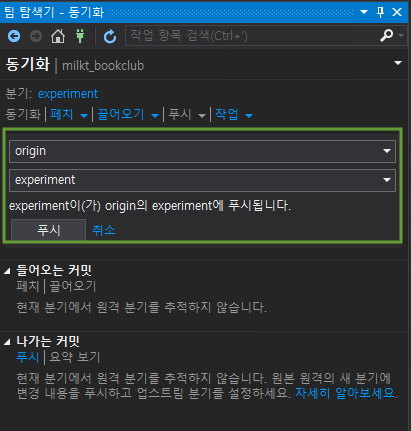 팀 탐색기 - 동기화
작업 항목 검색(Ctrl+')
동기화 | milkt_bookclub
분기: experiment
동기화 | 페치 | 끌어오기 | 푸시 | 작업
origin
experiment
experiment이(가) origin의 experiment에 푸시됩니다.
푸시 취소
들어오는 커밋
페치 | 끌어오기
현재 분기에서 원격 분기를 추적하지 않습니다.
나가는 커밋
푸시 | 요약 보기
현재 분기에서 원격 분기를 추적하지 않습니다. 원본 원격의 새 분기에
변경 내용을 푸시하고 업스트림 분기를 설정하세요. 자세히 알아보세요.